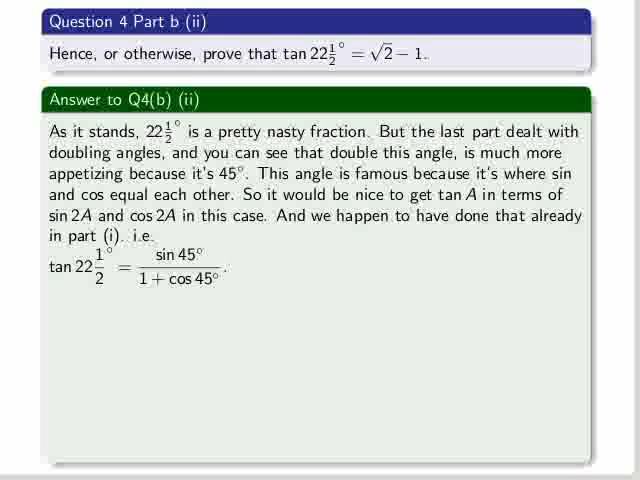 Question 4 Part b (ii)
Hence, or otherwise, prove that tan 22½° = √2 − 1.
Answer to Q4(b) (ii)
As it stands, 22½° is a pretty nasty fraction. But the last part dealt with
doubling angles, and you can see that double this angle, is much more
appetizing because it's 45°. This angle is famous because it's where sin
and cos equal each other. So it would be nice to get tan A in terms of
sin 2A and cos 2A in this case. And we happen to have done that already
in part (i). i.e.
tan 22 1/2° = sin 45° / (1 + cos 45°).